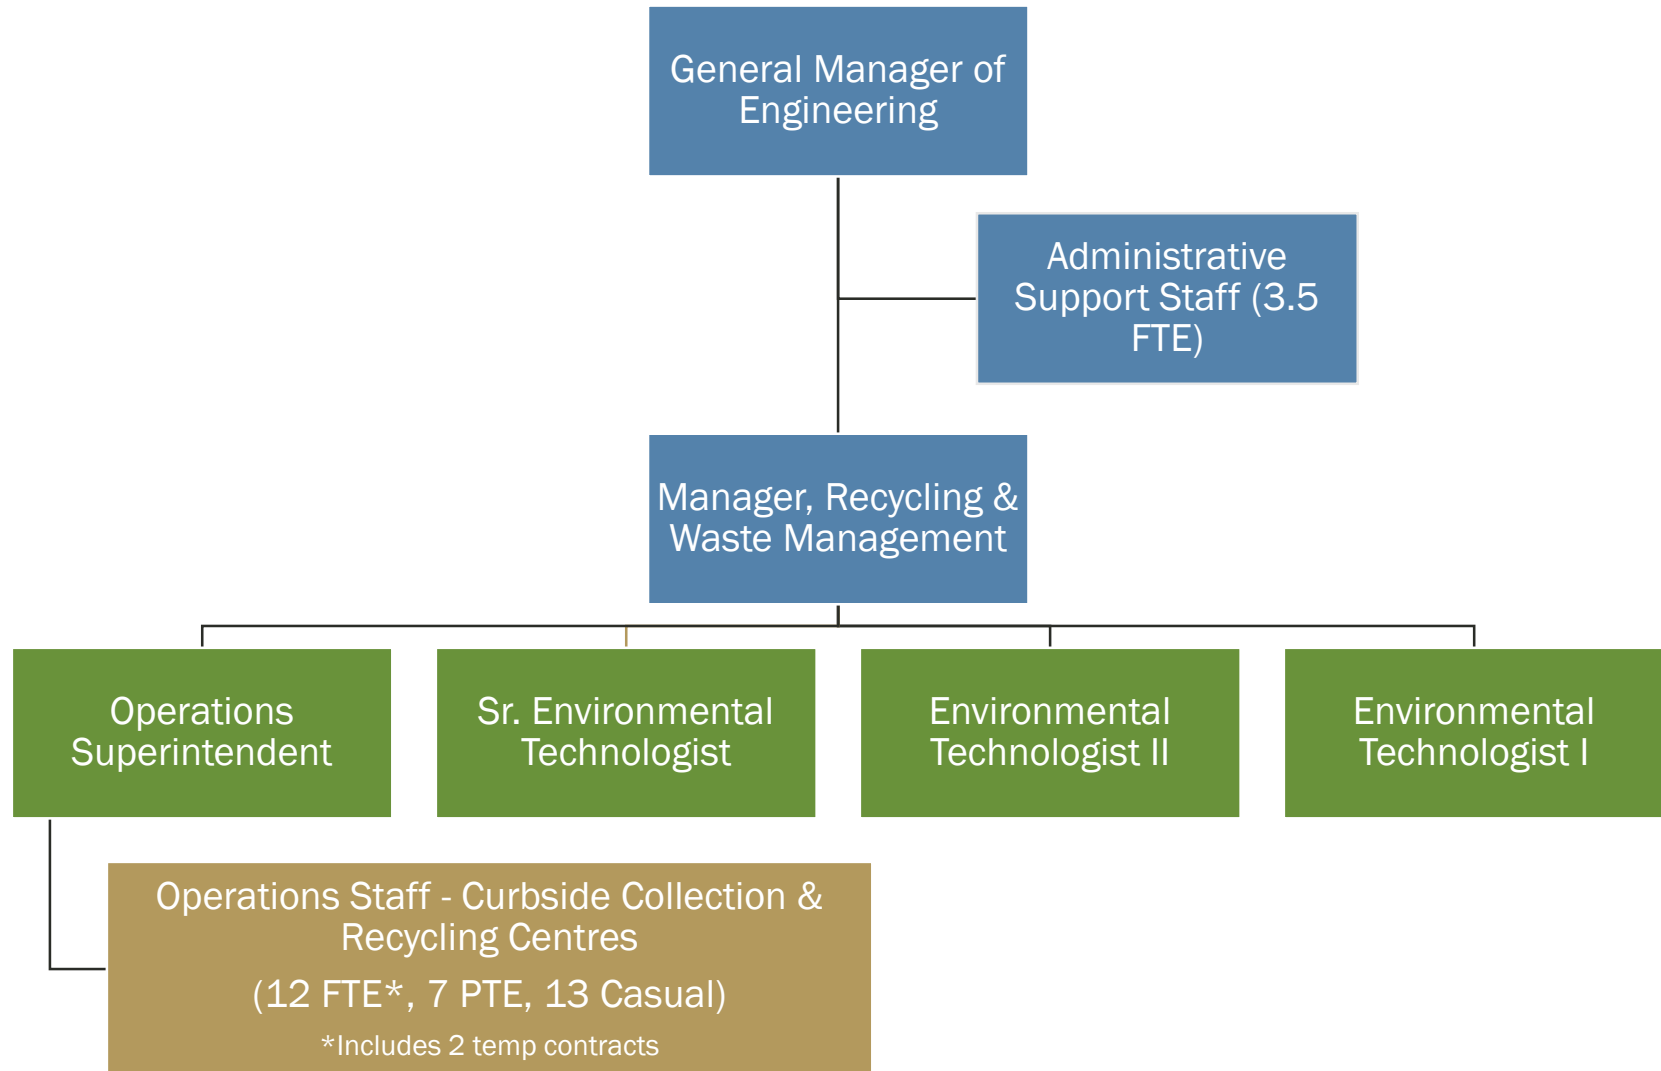 General Manager of
Engineering
Administrative
Support Staff (3.5
FTE)
Manager, Recycling &
Waste Management
Operations
Superintendent
Sr. Environmental
Technologist
Environmental
Technologist II
Environmental
Technologist I
Operations Staff - Curbside Collection &
Recycling Centres
(12 FTE*, 7 PTE, 13 Casual)
*Includes 2 temp contracts